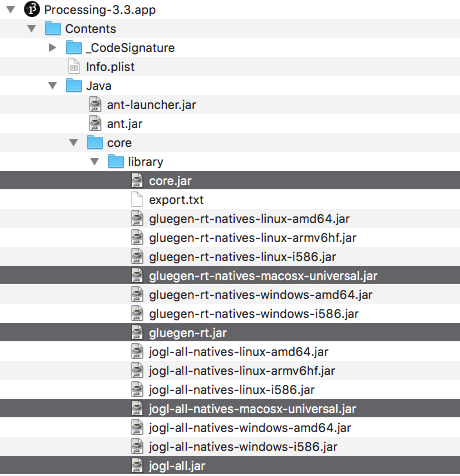 Processing-3.3.app
Contents
_CodeSignature
Info.plist
Java
ant-launcher.jar
ant.jar
core
library
core.jar
export.txt
gluegen-rt-natives-linux-amd64.jar
gluegen-rt-natives-linux-armv6hf.jar
gluegen-rt-natives-linux-i586.jar
gluegen-rt-natives-macosx-universal.jar
gluegen-rt-natives-windows-amd64.jar
gluegen-rt-natives-windows-i586.jar
gluegen-rt.jar
jogl-all-natives-linux-amd64.jar
jogl-all-natives-linux-armv6hf.jar
jogl-all-natives-linux-i586.jar
jogl-all-natives-macosx-universal.jar
jogl-all-natives-windows-amd64.jar
jogl-all-natives-windows-i586.jar
jogl-all.jar